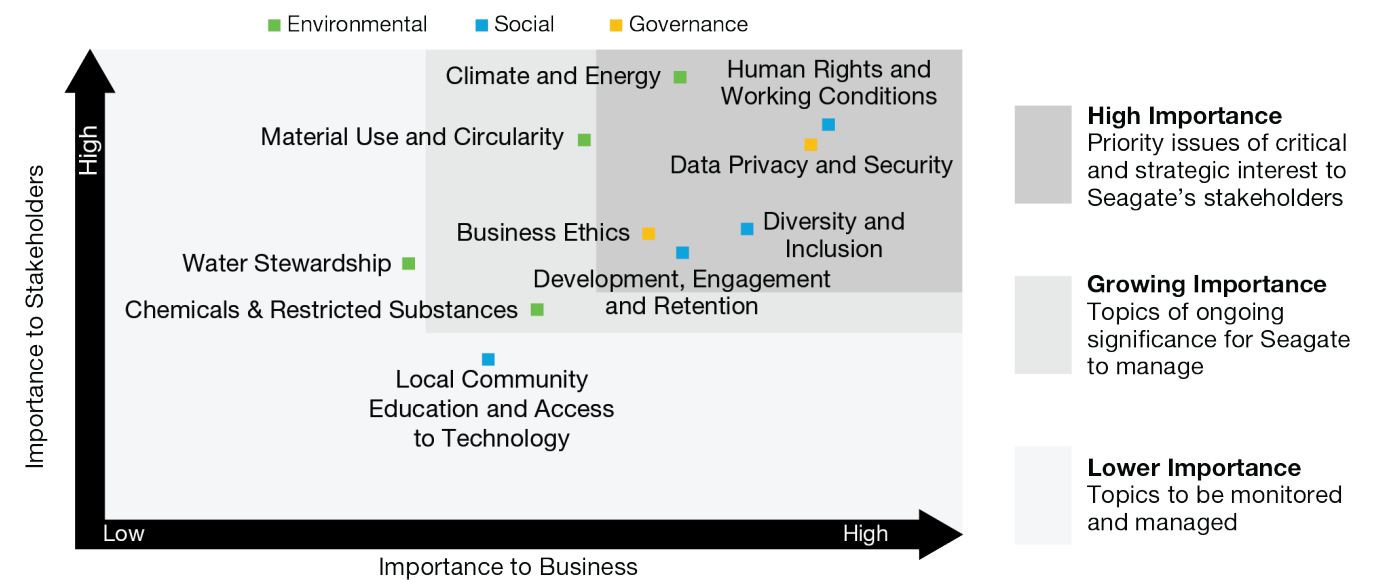 Environmental
Social
Governance
Climate and Energy
Human Rights and
Working Conditions
Material Use and Circularity
Data Privacy and Security
Business Ethics
Diversity and
Inclusion
Water Stewardship
Development, Engagement
and Retention
Chemicals & Restricted Substances
Local Community
Education and Access
to Technology
High
Importance to Stakeholders
Low
High
Importance to Business
High Importance
Priority issues of critical
and strategic interest to
Seagate's stakeholders
Growing Importance
Topics of ongoing
significance for Seagate
to manage
Lower Importance
Topics to be monitored
and managed